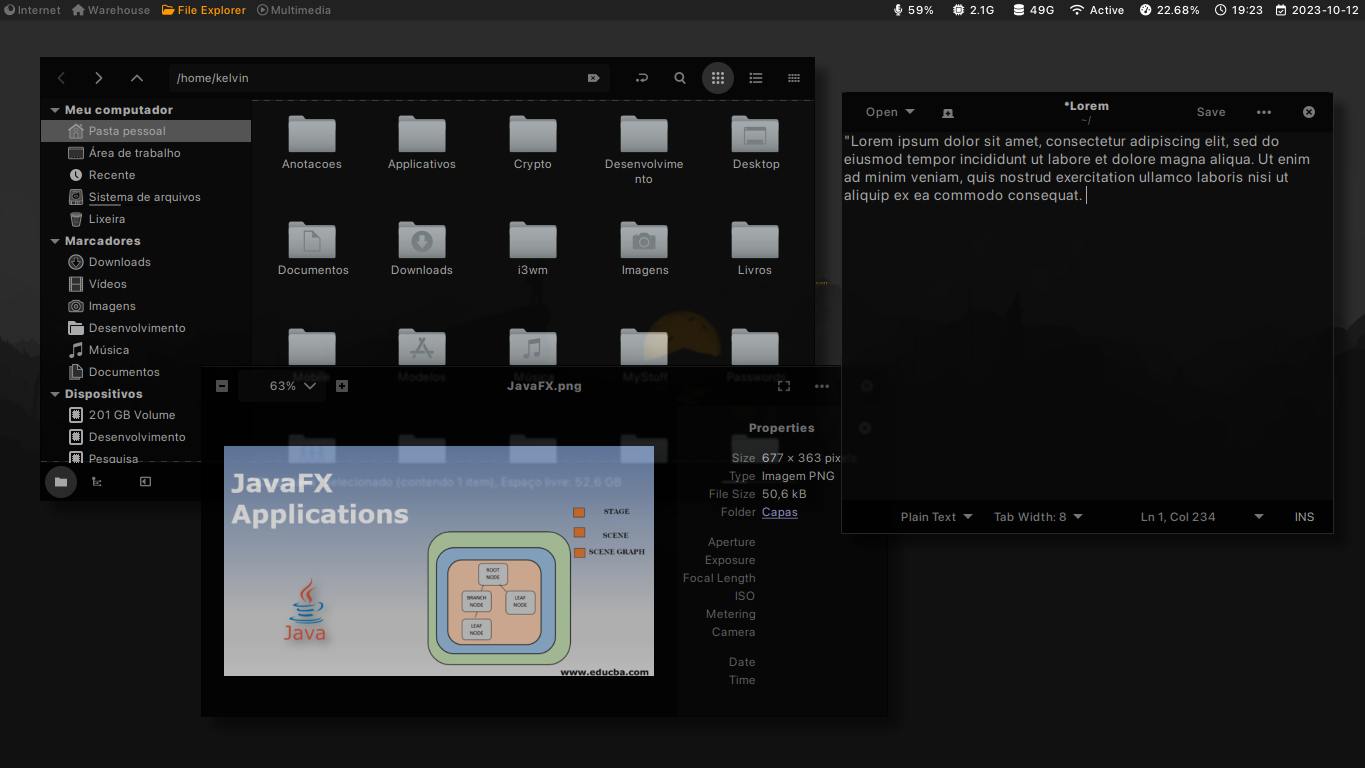 Internet Warehouse File Explorer Multimedia 59% 2.1G 49G Active 22.68% 19:23 2023-10-12
/home/kelvin
Meu computador
Pasta pessoal
Área de trabalho
Recente
Sistema de arquivos
Lixeira
Marcadores
Downloads
Vídeos
Imagens
Desenvolvimento
Música
Documentos
Dispositivos
201 GB Volume
Desenvolvimento
Pesquisa
Anotacoes Applicativos Crypto Desenvolvime Desktop
nto
Documentos Downloads i3wm Imagens Livros
Mobile Modelos Música MyStuff Passwords
selecionado (contendo 1 item), Espaço livre: 52,6 GB
63% JavaFX.png
JavaFX
Applications
STAGE
SCENE
SCENE GRAPH
ROOT
NODE
BRANCH
NODE
LEAF
NODE
LEAF
NODE
Java
www.educba.com
Properties
Size 677 × 363 pixels
Type Imagem PNG
File Size 50,6 kB
Folder Capas
Aperture
Exposure
Focal Length
ISO
Metering
Camera
Date
Time
Open *Lorem Save
~/
"Lorem ipsum dolor sit amet, consectetur adipiscing elit, sed do
eiusmod tempor incididunt ut labore et dolore magna aliqua. Ut enim
ad minim veniam, quis nostrud exercitation ullamco laboris nisi ut
aliquip ex ea commodo consequat.
Plain Text Tab Width: 8 Ln 1, Col 234 INS